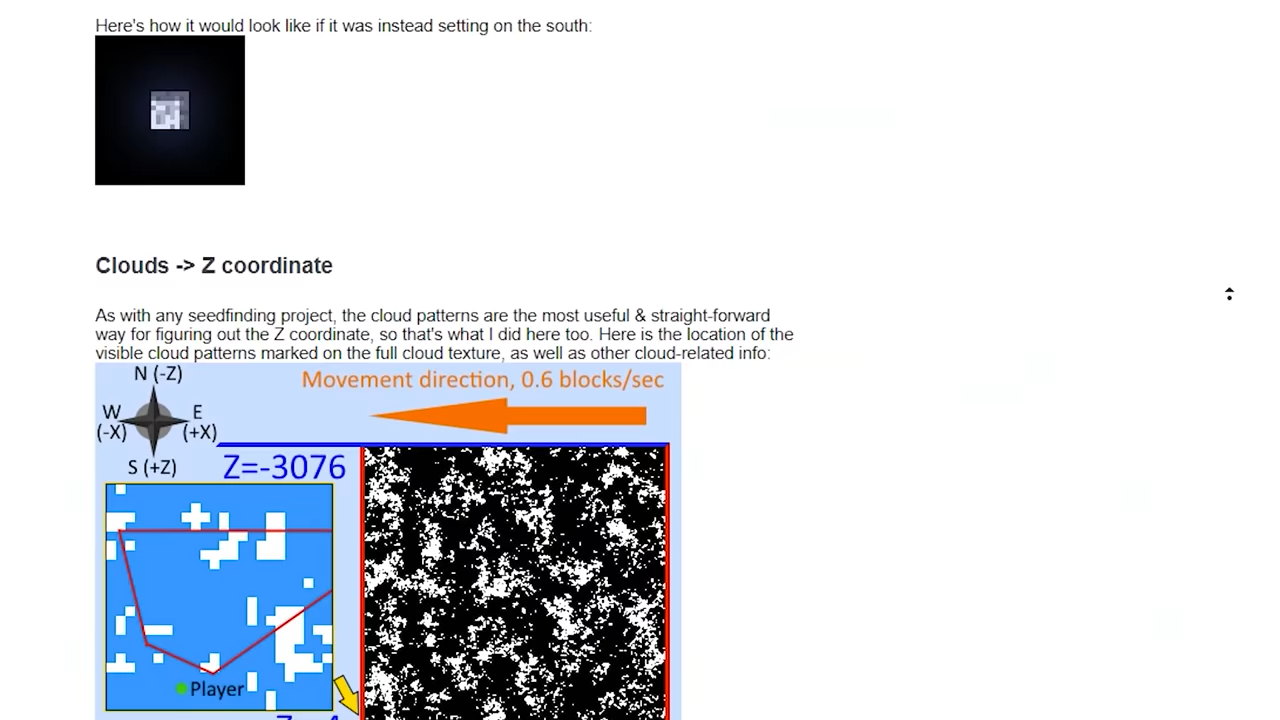 Here's how it would look like if it was instead setting on the south:
Clouds -> Z coordinate
As with any seedfinding project, the cloud patterns are the most useful & straight-forward
way for figuring out the Z coordinate, so that's what I did here too. Here is the location of the
visible cloud patterns marked on the full cloud texture, as well as other cloud-related info:
N (-Z)
Movement direction, 0.6 blocks/sec
W E
(-X) (+X)
S (+Z)
Z=-3076
Player